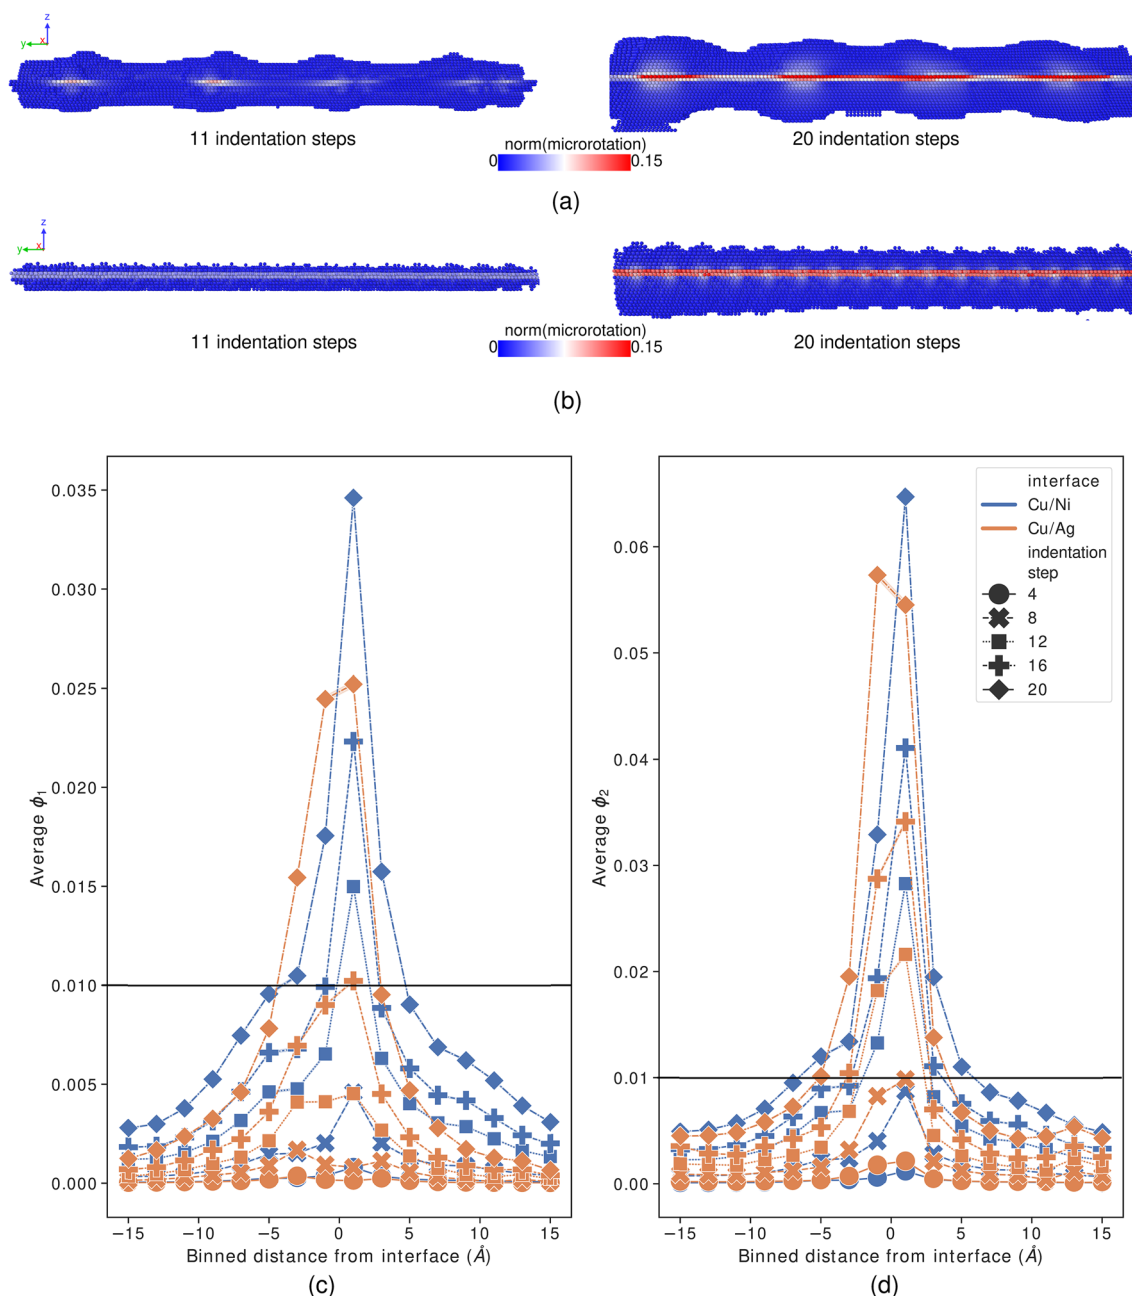 z
y
x
11 indentation steps
20 indentation steps
norm(microrotation)
0
0.15
(a)
z
y
x
11 indentation steps
20 indentation steps
norm(microrotation)
0
0.15
(b)
0.035
0.030
0.025
0.020
0.015
0.010
0.005
0.000
Average ϕ₁
−15
−10
−5
0
5
10
15
Binned distance from interface (Å)
(c)
0.06
0.05
0.04
0.03
0.02
0.01
0.00
Average ϕ₂
interface
Cu/Ni
Cu/Ag
indentation
step
4
8
12
16
20
−15
−10
−5
0
5
10
15
Binned distance from interface (Å)
(d)